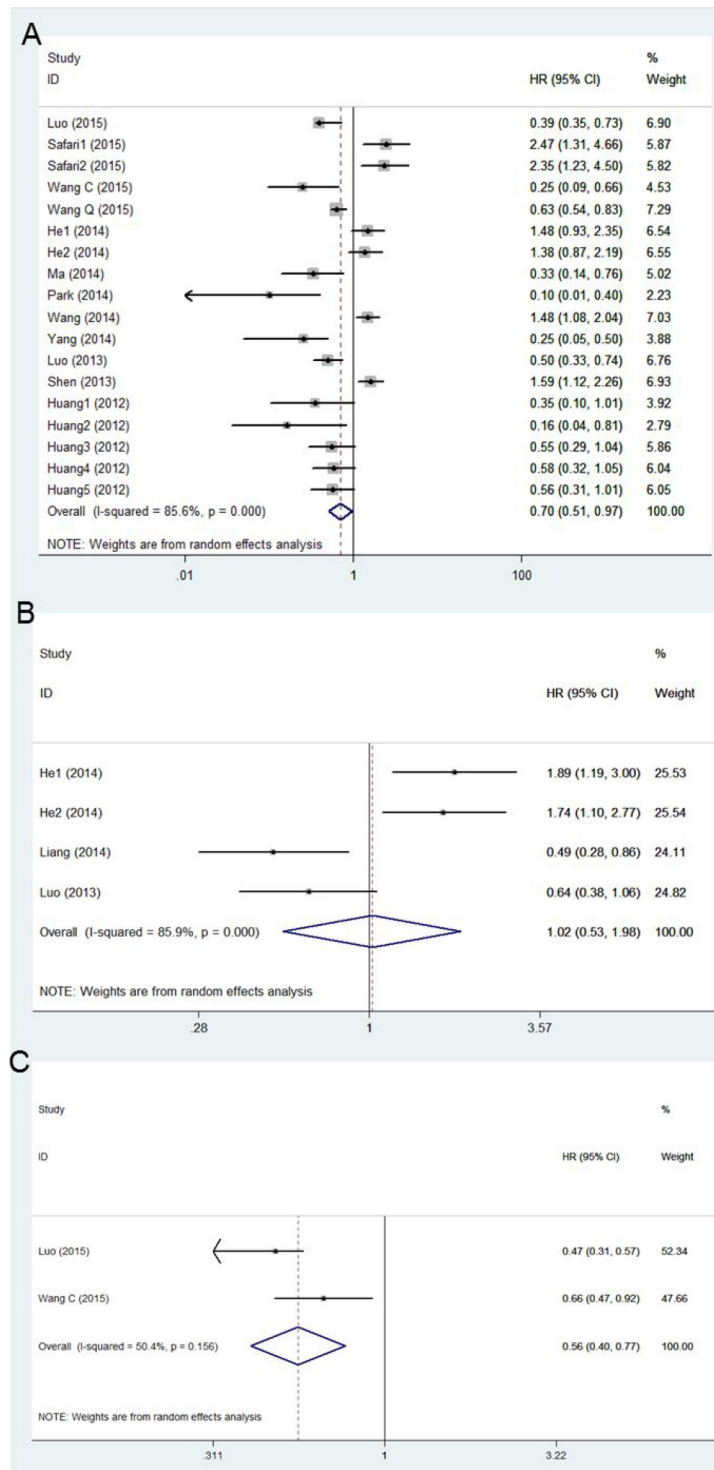 A
Study %
ID HR (95% CI) Weight
Luo (2015) 0.39 (0.35, 0.73) 6.90
Safari1 (2015) 2.47 (1.31, 4.66) 5.87
Safari2 (2015) 2.35 (1.23, 4.50) 5.82
Wang C (2015) 0.25 (0.09, 0.66) 4.53
Wang Q (2015) 0.63 (0.54, 0.83) 7.29
He1 (2014) 1.48 (0.93, 2.35) 6.54
He2 (2014) 1.38 (0.87, 2.19) 6.55
Ma (2014) 0.33 (0.14, 0.76) 5.02
Park (2014) 0.10 (0.01, 0.40) 2.23
Wang (2014) 1.48 (1.08, 2.04) 7.03
Yang (2014) 0.25 (0.05, 0.50) 3.88
Luo (2013) 0.50 (0.33, 0.74) 6.76
Shen (2013) 1.59 (1.12, 2.26) 6.93
Huang1 (2012) 0.35 (0.10, 1.01) 3.92
Huang2 (2012) 0.16 (0.04, 0.81) 2.79
Huang3 (2012) 0.55 (0.29, 1.04) 5.86
Huang4 (2012) 0.58 (0.32, 1.05) 6.04
Huang5 (2012) 0.56 (0.31, 1.01) 6.05
Overall (I-squared = 85.6%, p = 0.000) 0.70 (0.51, 0.97) 100.00
NOTE: Weights are from random effects analysis
.01 1 100
B
Study %
ID HR (95% CI) Weight
He1 (2014) 1.89 (1.19, 3.00) 25.53
He2 (2014) 1.74 (1.10, 2.77) 25.54
Liang (2014) 0.49 (0.28, 0.86) 24.11
Luo (2013) 0.64 (0.38, 1.06) 24.82
Overall (I-squared = 85.9%, p = 0.000) 1.02 (0.53, 1.98) 100.00
NOTE: Weights are from random effects analysis
.28 1 3.57
C
Study %
ID HR (95% CI) Weight
Luo (2015) 0.47 (0.31, 0.57) 52.34
Wang C (2015) 0.66 (0.47, 0.92) 47.66
Overall (I-squared = 50.4%, p = 0.156) 0.56 (0.40, 0.77) 100.00
NOTE: Weights are from random effects analysis
.311 1 3.22